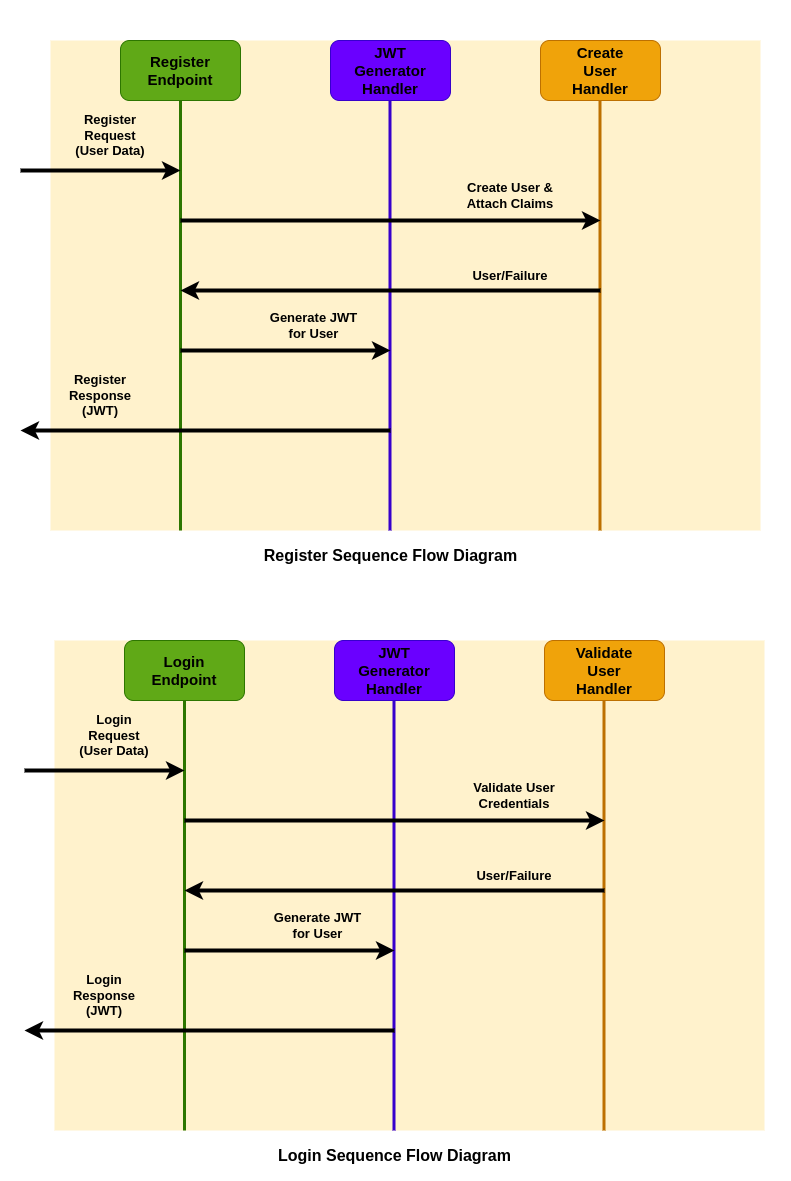 Register
Endpoint
JWT
Generator
Handler
Create
User
Handler
Register
Request
(User Data)
Create User &
Attach Claims
User/Failure
Generate JWT
for User
Register
Response
(JWT)
Register Sequence Flow Diagram
Login
Endpoint
JWT
Generator
Handler
Validate
User
Handler
Login
Request
(User Data)
Validate User
Credentials
User/Failure
Generate JWT
for User
Login
Response
(JWT)
Login Sequence Flow Diagram